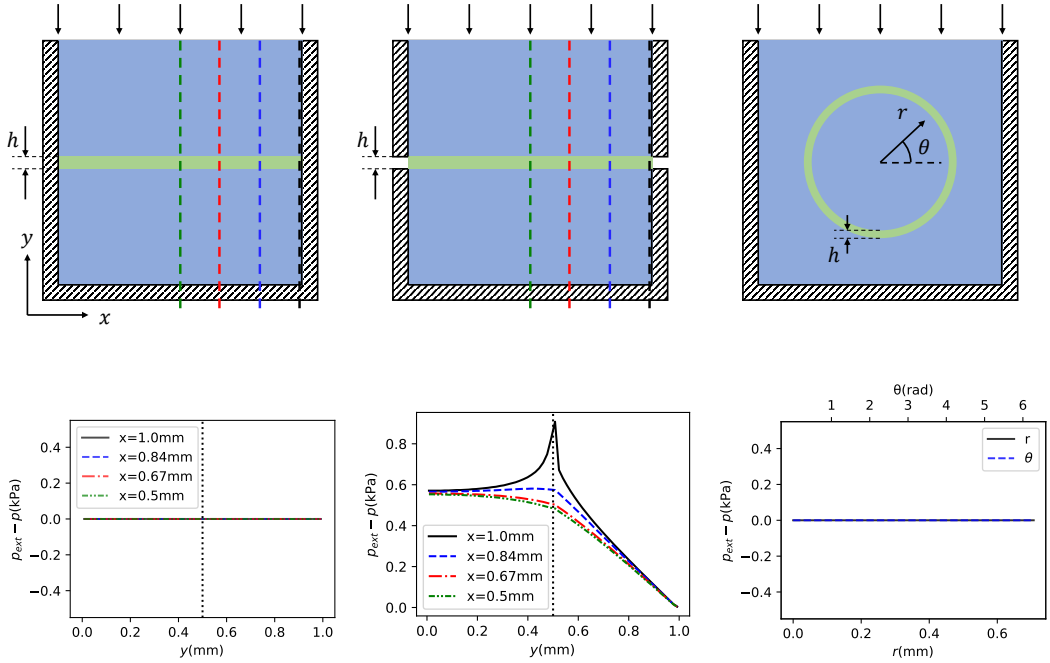 h
y
x
h
r
θ
h
0.4
0.2
0.0
−0.2
−0.4
p_ext − p(kPa)
x=1.0mm
x=0.84mm
x=0.67mm
x=0.5mm
0.0 0.2 0.4 0.6 0.8 1.0
y(mm)
0.8
0.6
0.4
0.2
0.0
p_ext − p(kPa)
x=1.0mm
x=0.84mm
x=0.67mm
x=0.5mm
0.0 0.2 0.4 0.6 0.8 1.0
y(mm)
θ(rad)
1 2 3 4 5 6
0.4
0.2
0.0
−0.2
−0.4
p_ext − p(kPa)
r
θ
0.0 0.2 0.4 0.6
r(mm)